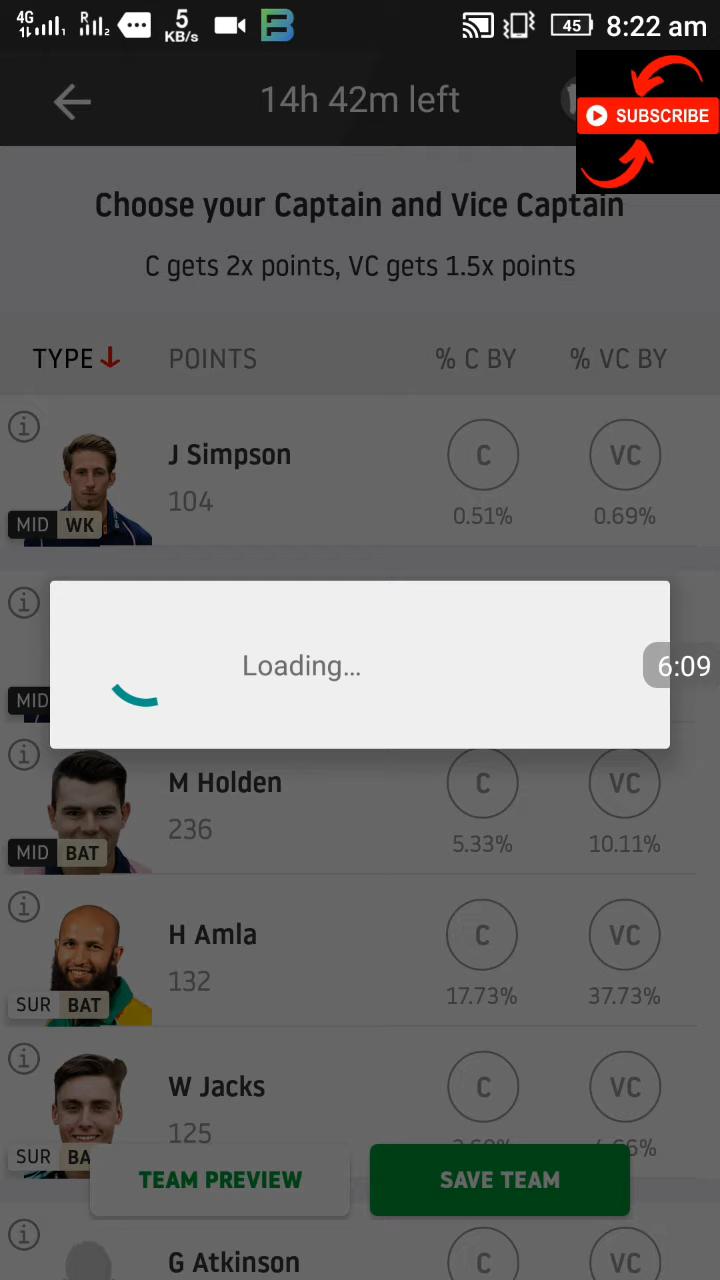 4G R 5 KB/s 45 8:22 am
14h 42m left
SUBSCRIBE
Choose your Captain and Vice Captain
C gets 2x points, VC gets 1.5x points
TYPE POINTS % C BY % VC BY
J Simpson C VC
104
0.51% 0.69%
MID WK
Loading...
6:09
MID
M Holden C VC
236
5.33% 10.11%
MID BAT
H Amla C VC
132
17.73% 37.73%
SUR BAT
W Jacks C VC
125
SUR BA
TEAM PREVIEW SAVE TEAM
G Atkinson C VC